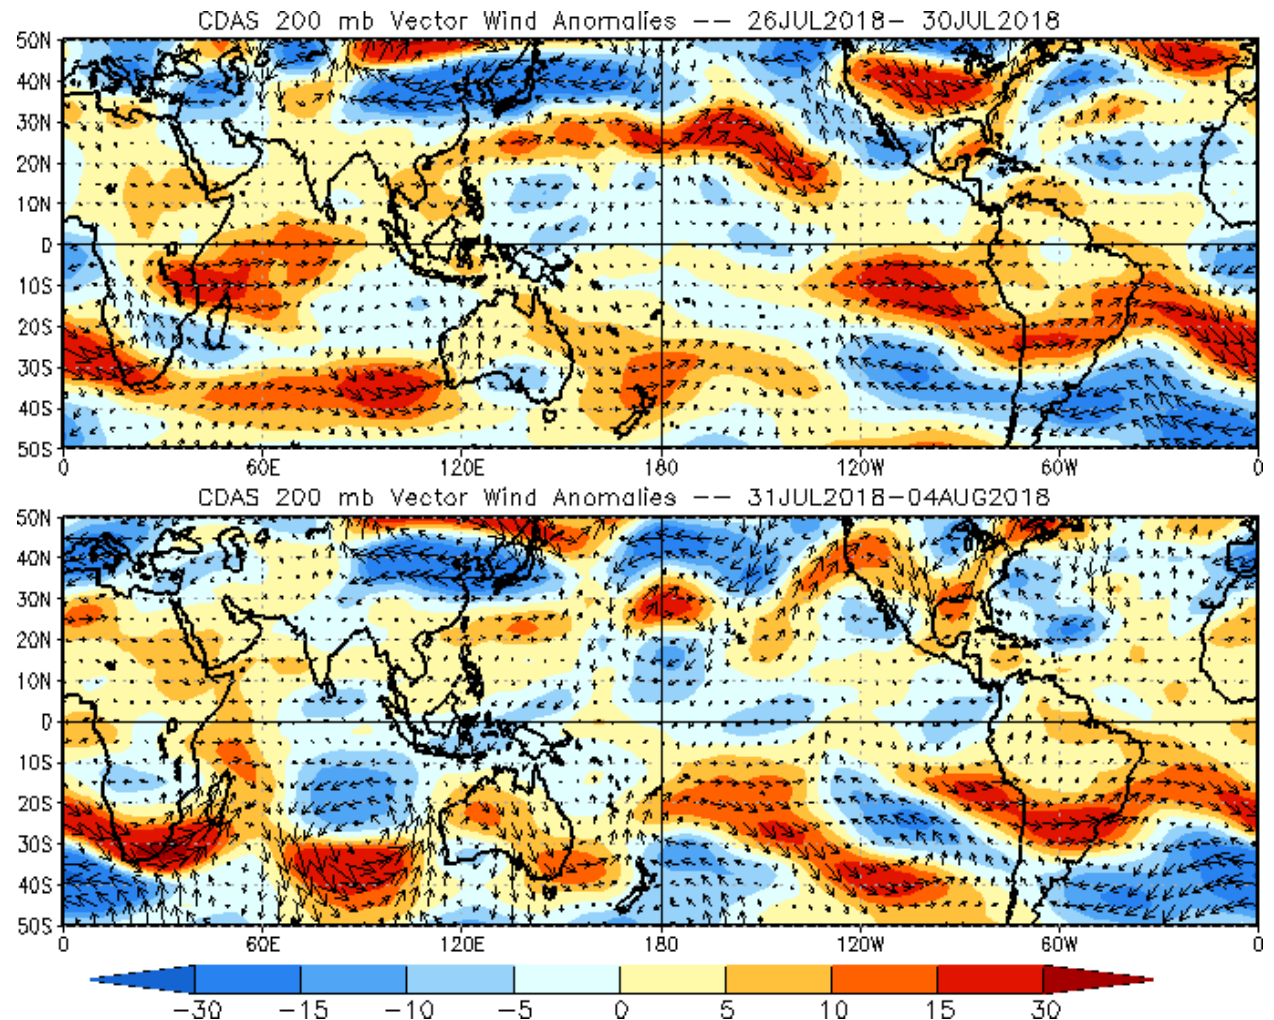 CDAS 200 mb Vector Wind Anomalies -- 26JUL2018- 30JUL2018
50N
40N
30N
20N
10N
0
10S
20S
30S
40S
50S
0 60E 120E 180 120W 60W 0
CDAS 200 mb Vector Wind Anomalies -- 31JUL2018-04AUG2018
50N
40N
30N
20N
10N
0
10S
20S
30S
40S
50S
0 60E 120E 180 120W 60W 0
-30 -15 -10 -5 0 5 10 15 30